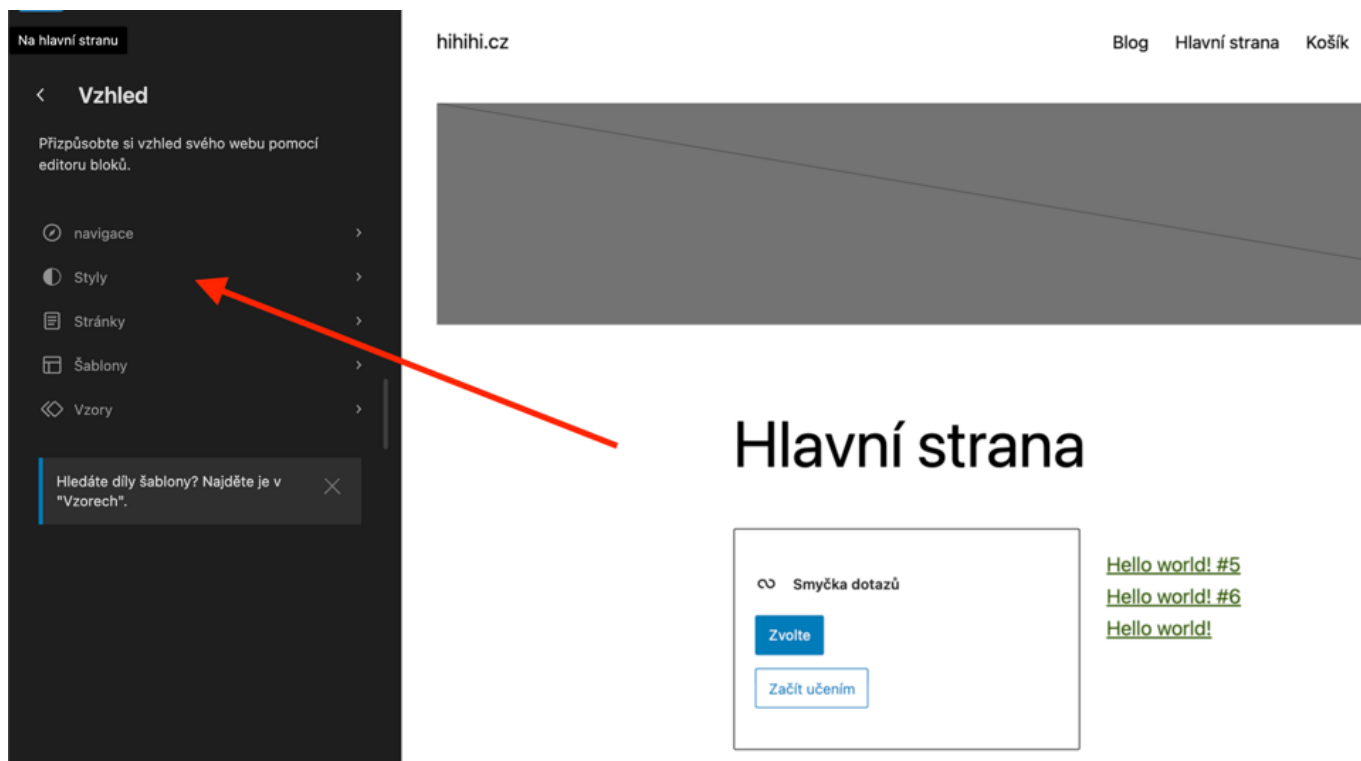 Na hlavní stranu
Vzhled
Přizpůsobte si vzhled svého webu pomocí
editoru bloků.
navigace
Styly
Stránky
Šablony
Vzory
Hledáte díly šablony? Najděte je v
"Vzorech".
hihihi.cz
Blog Hlavní strana Košík
Hlavní strana
Smyčka dotazů
Zvolte
Začít učením
Hello world! #5
Hello world! #6
Hello world!